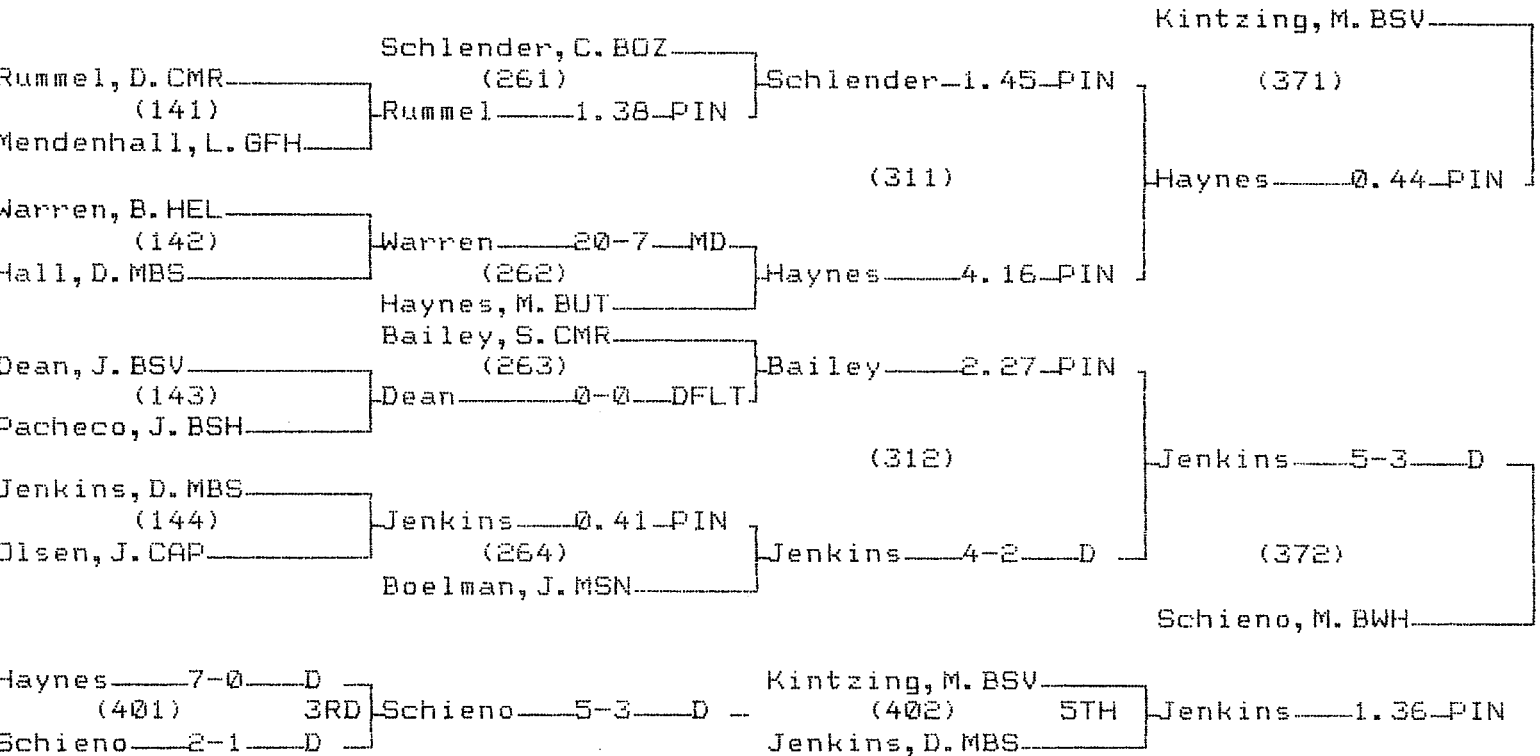 Kintzing, M. BSV
Schlender, C. BOZ
Rummel, D. CMR (261) Schlender 1.45 PIN (371)
(141) Rummel 1.38 PIN
Mendenhall, L. GFH
(311) Haynes 0.44 PIN
Warren, B. HEL
(142) Warren 20-7 MD
Hall, D. MBS (262) Haynes 4.16 PIN
Haynes, M. BUT
Bailey, S. CMR
Dean, J. BSV (263) Bailey 2.27 PIN
(143) Dean 0-0 DFLT
Pacheco, J. BSH
(312) Jenkins 5-3 D
Jenkins, D. MBS
(144) Jenkins 0.41 PIN
Olsen, J. CAP (264) Jenkins 4-2 D (372)
Boelman, J. MSN
Schieno, M. BWH
Haynes 7-0 D Kintzing, M. BSV
(401) 3RD Schieno 5-3 D (402) 5TH Jenkins 1.36 PIN
Schieno 2-1 D Jenkins, D. MBS